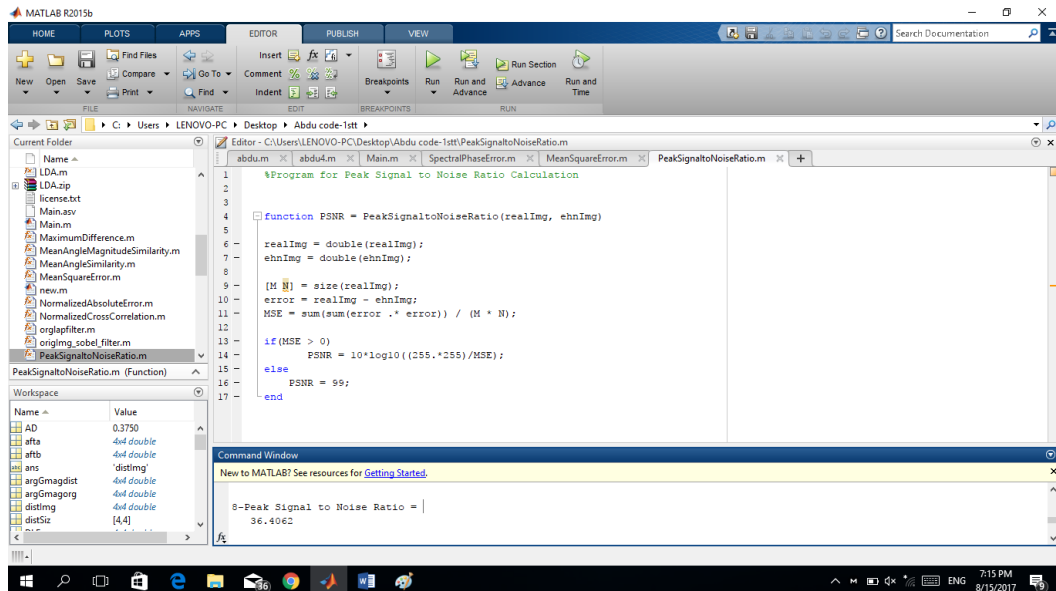 MATLAB R2015b
HOME PLOTS APPS EDITOR PUBLISH VIEW
Search Documentation
New Open Save Find Files Compare Print
Go To Find
Insert fx Comment Indent
Breakpoints Run Run and Advance Run Section Advance Run and Time
FILE NAVIGATE EDIT BREAKPOINTS RUN
C: Users LENOVO-PC Desktop Abdu code-1stt
Current Folder
Name
LDA.m
LDA.zip
license.txt
Main.asv
Main.m
MaximumDifference.m
MeanAngleMagnitudeSimilarity.m
MeanAngleSimilarity.m
MeanSquareError.m
new.m
NormalizedAbsoluteError.m
NormalizedCrossCorrelation.m
orglapfilter.m
origImg_sobel_filter.m
PeakSignaltoNoiseRatio.m
PeakSignaltoNoiseRatio.m (Function)
Workspace
Name Value
AD 0.3750
afta 4x4 double
aftb 4x4 double
abc ans 'distImg'
argGmagdist 4x4 double
argGmagorg 4x4 double
distImg 4x4 double
distSiz [4,4]
Editor - C:\Users\LENOVO-PC\Desktop\Abdu code-1stt\PeakSignaltoNoiseRatio.m
abdu.m abdu4.m Main.m SpectralPhaseError.m MeanSquareError.m PeakSignaltoNoiseRatio.m
1 %Program for Peak Signal to Noise Ratio Calculation
2
3
4 function PSNR = PeakSignaltoNoiseRatio(realImg, ehnImg)
5
6 – realImg = double(realImg);
7 – ehnImg = double(ehnImg);
8
9 – [M N] = size(realImg);
10 – error = realImg - ehnImg;
11 – MSE = sum(sum(error .* error)) / (M * N);
12
13 – if(MSE > 0)
14 – PSNR = 10*log10((255.*255)/MSE);
15 – else
16 – PSNR = 99;
17 – end
Command Window
New to MATLAB? See resources for Getting Started.
8-Peak Signal to Noise Ratio =
36.4062
fx
36
ENG
7:15 PM
8/15/2017
9